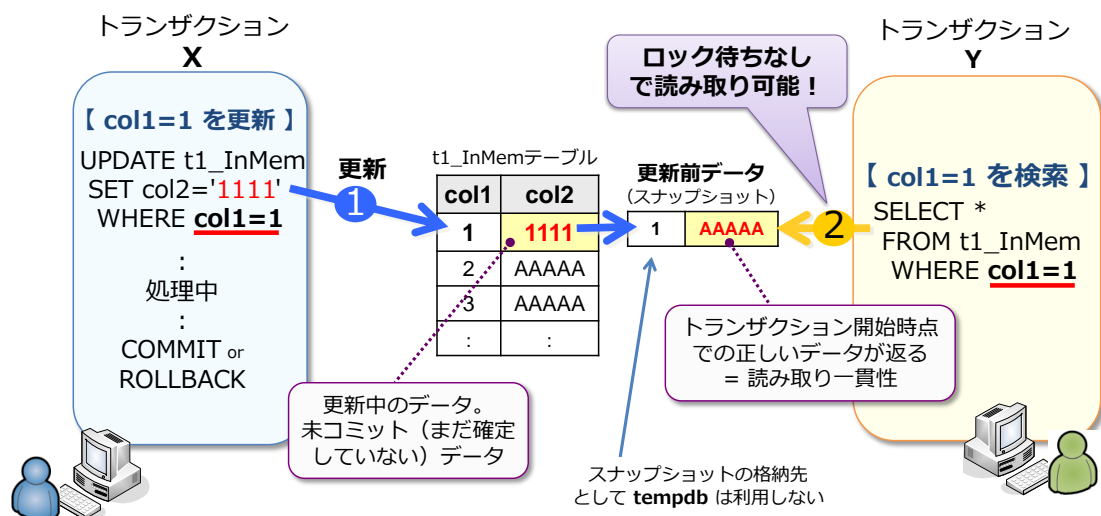 トランザクション
X
【 col1=1 を更新 】
UPDATE t1_InMem
SET col2='1111'
WHERE col1=1
:
処理中
:
COMMIT or
ROLLBACK
更新
1
t1_InMemテーブル
col1 col2
1 1111
2 AAAAA
3 AAAAA
: :
更新中のデータ。
未コミット（まだ確定
していない）データ
ロック待ちなし
で読み取り可能！
更新前データ
(スナップショット)
1 AAAAA
2
トランザクション開始時点
での正しいデータが返る
= 読み取り一貫性
スナップショットの格納先
として tempdb は利用しない
トランザクション
Y
【 col1=1 を検索 】
SELECT *
FROM t1_InMem
WHERE col1=1